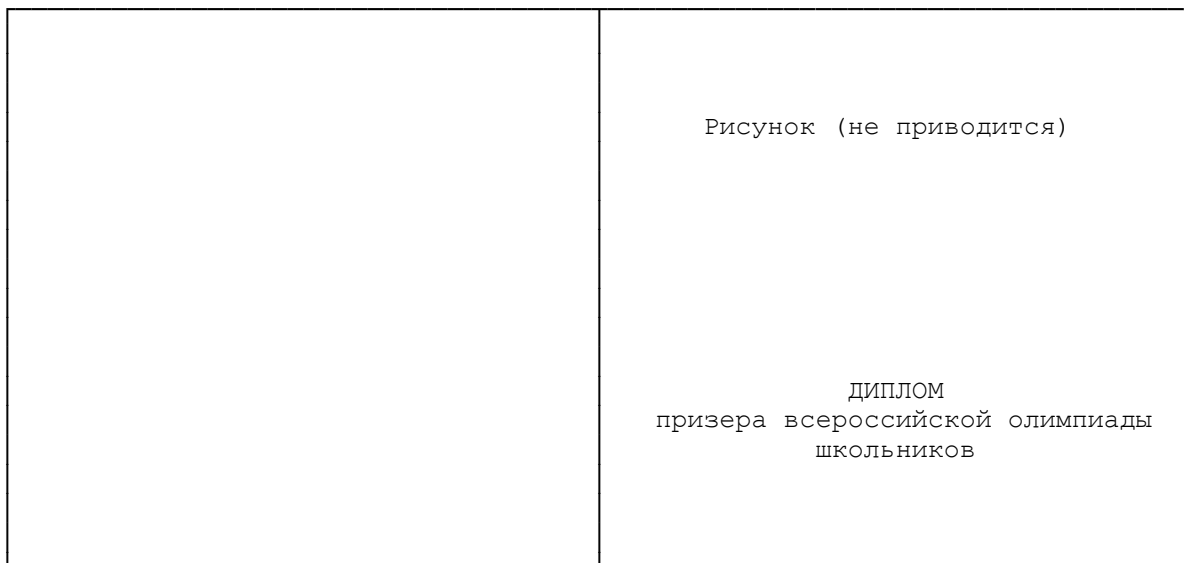 Рисунок (не приводится)
ДИПЛОМ
призера всероссийской олимпиады
школьников